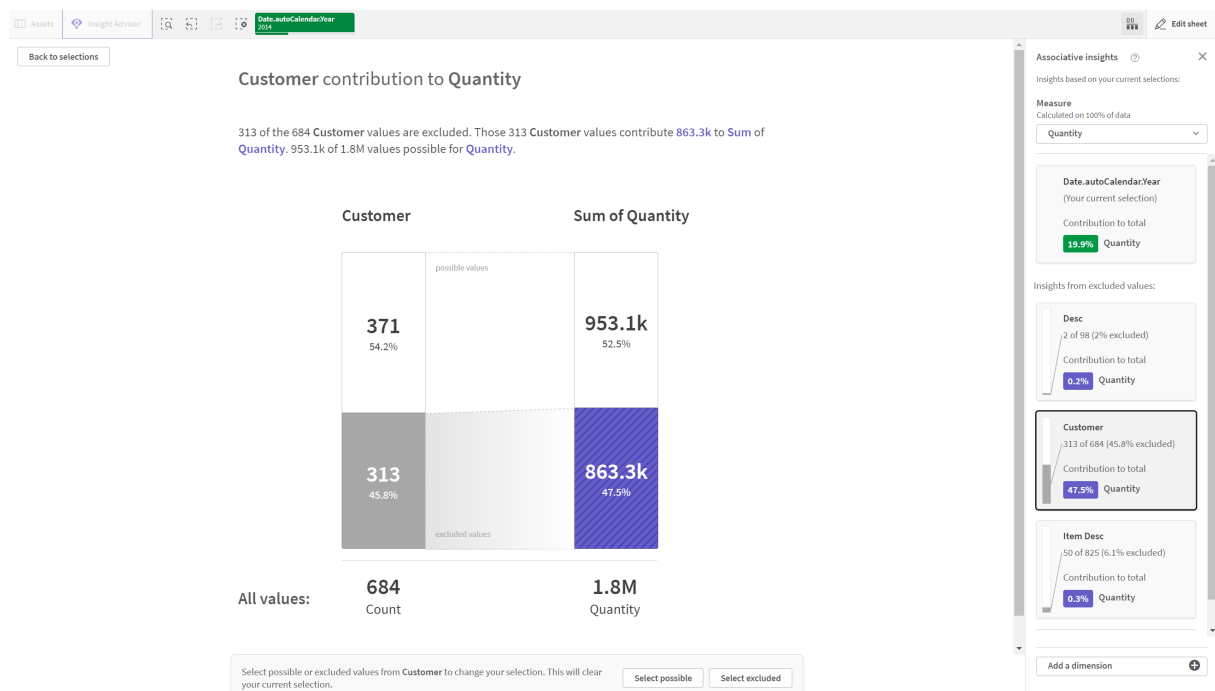 Assets
Insight Advisor
Date.autoCalendar.Year
2014
Edit sheet
Back to selections
Customer contribution to Quantity
313 of the 684 Customer values are excluded. Those 313 Customer values contribute 863.3k to Sum of
Quantity. 953.1k of 1.8M values possible for Quantity.
Customer
Sum of Quantity
possible values
371
54.2%
953.1k
52.5%
313
45.8%
863.3k
47.5%
excluded values
All values:
684
Count
1.8M
Quantity
Select possible or excluded values from Customer to change your selection. This will clear
your current selection.
Select possible
Select excluded
Associative insights
Insights based on your current selections:
Measure
Calculated on 100% of data
Quantity
Date.autoCalendar.Year
(Your current selection)
Contribution to total
19.9% Quantity
Insights from excluded values:
Desc
2 of 98 (2% excluded)
Contribution to total
0.2% Quantity
Customer
313 of 684 (45.8% excluded)
Contribution to total
47.5% Quantity
Item Desc
50 of 825 (6.1% excluded)
Contribution to total
0.3% Quantity
Add a dimension